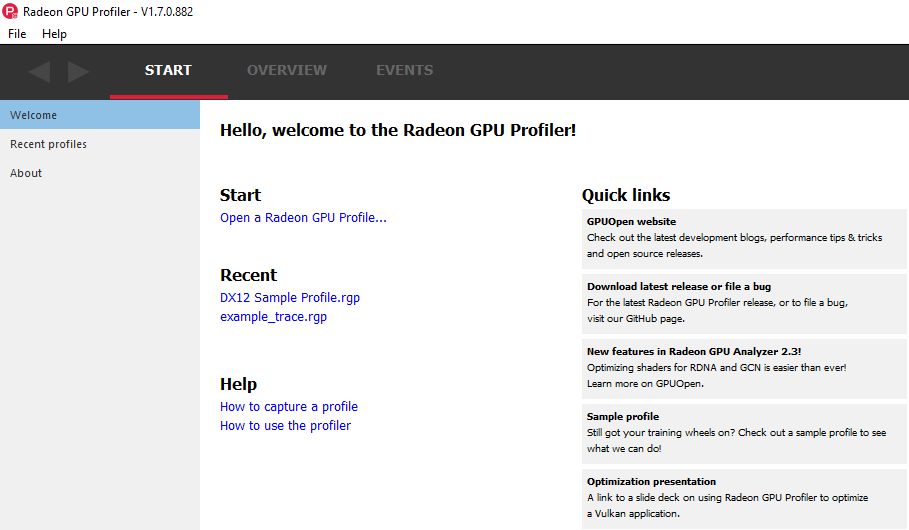 Radeon GPU Profiler - V1.7.0.882
File Help
START OVERVIEW EVENTS
Welcome
Recent profiles
About
Hello, welcome to the Radeon GPU Profiler!
Start
Open a Radeon GPU Profile...
Recent
DX12 Sample Profile.rgp
example_trace.rgp
Help
How to capture a profile
How to use the profiler
Quick links
GPUOpen website
Check out the latest development blogs, performance tips & tricks
and open source releases.
Download latest release or file a bug
For the latest Radeon GPU Profiler release, or to file a bug,
visit our GitHub page.
New features in Radeon GPU Analyzer 2.3!
Optimizing shaders for RDNA and GCN is easier than ever!
Learn more on GPUOpen.
Sample profile
Still got your training wheels on? Check out a sample profile to see
what we can do!
Optimization presentation
A link to a slide deck on using Radeon GPU Profiler to optimize
a Vulkan application.